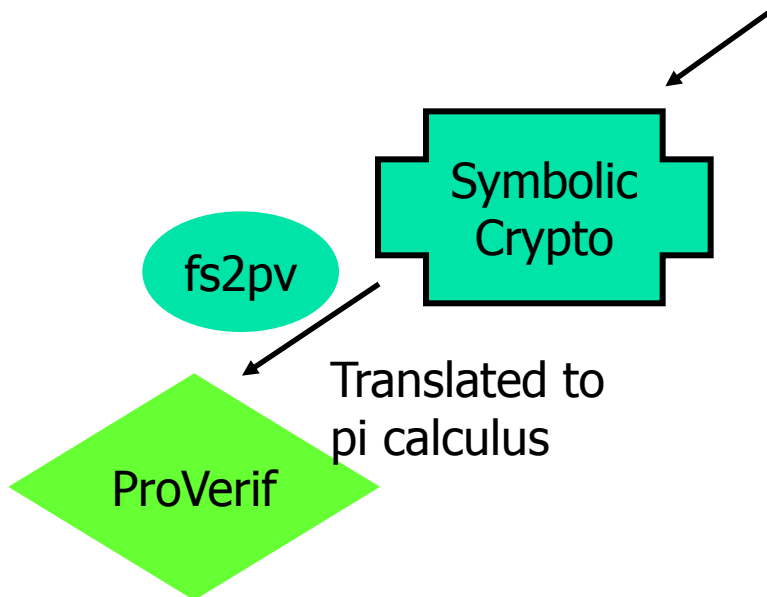 Symbolic
Crypto
fs2pv
Translated to
pi calculus
ProVerif